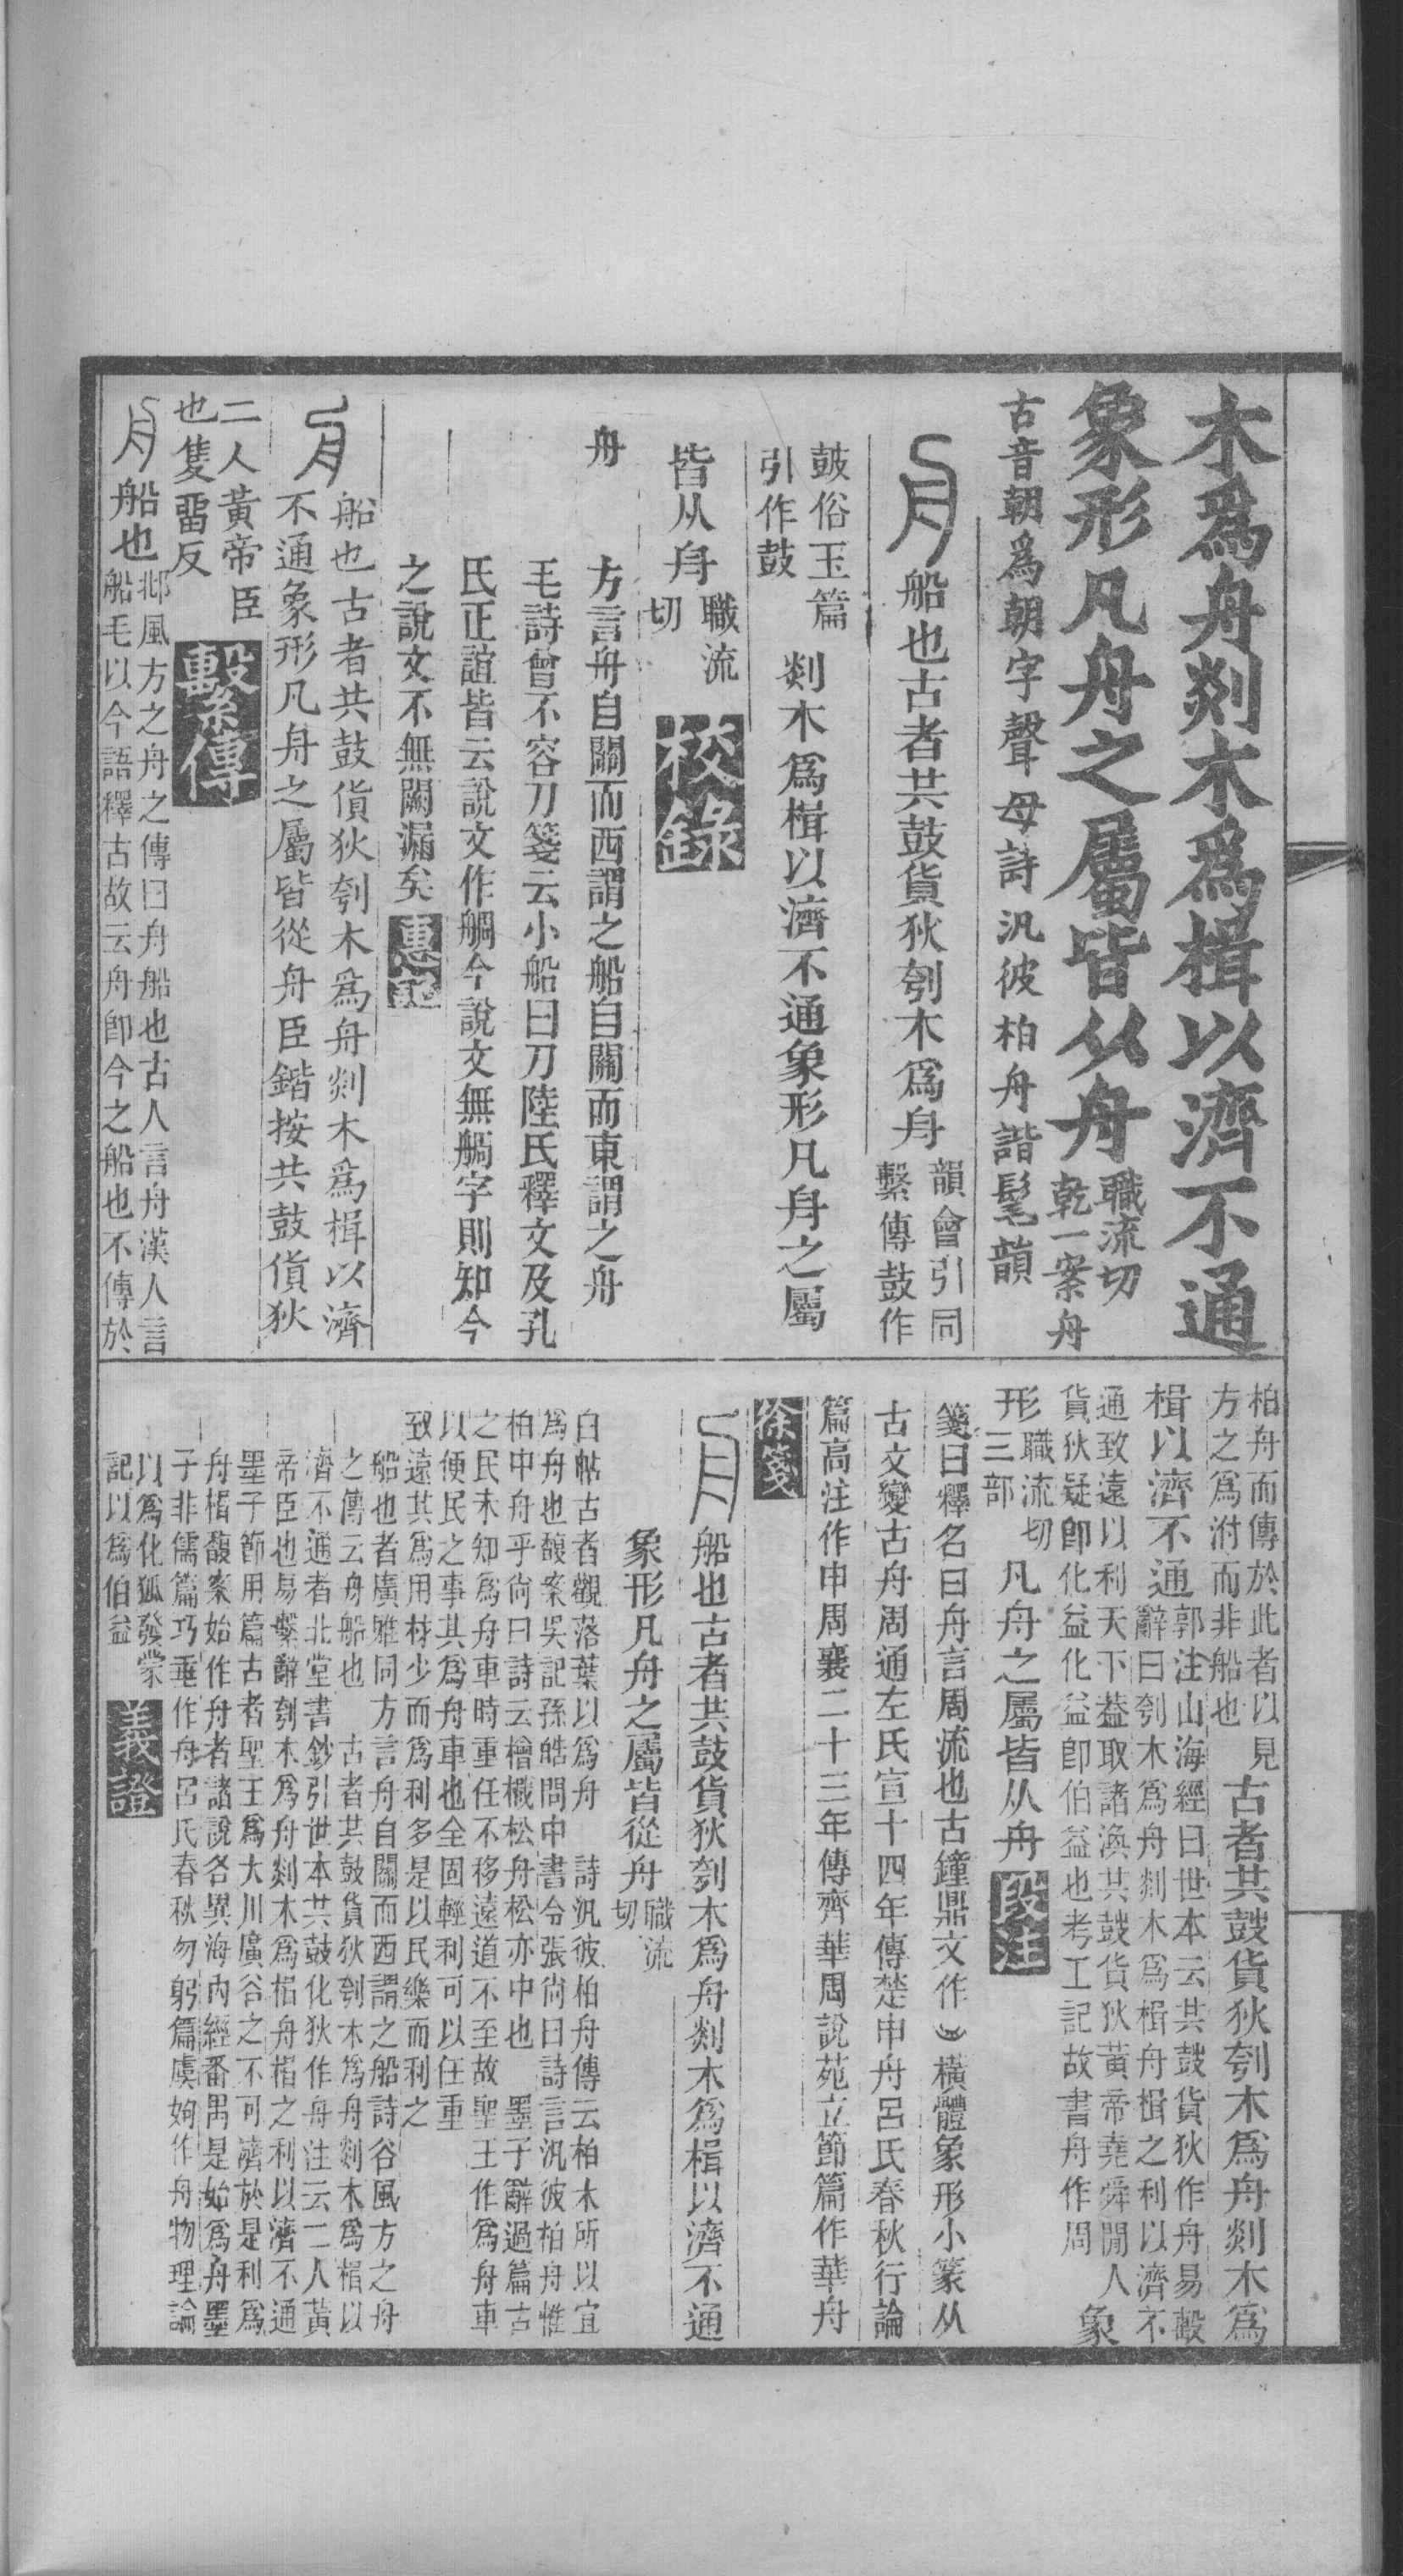 木爲舟剡木爲楫以濟不通
象形凡舟之屬皆从舟
職流切
乾一案舟
古音朝爲朝字聲母詩汎彼柏舟諧髦韻
船也古者共鼓貨狄刳木爲舟
韻會引同
繫傳鼓作
鼓俗玉篇
引作鼓
剡木爲楫以濟不通象形凡舟之屬
皆从舟
職流
切
校錄
舟
方言舟自關而西謂之船自關而東謂之舟
毛詩曾不容刀箋云小船曰刀陸氏釋文及孔
氏正誼皆云說文作䑠今說文無䑠字則知今
之說文不無闕漏矣
惠記
船也古者共鼓貨狄刳木爲舟剡木爲楫以濟
不通象形凡舟之屬皆從舟臣鍇按共鼓貨狄
二人黃帝臣
也隻畱反
繫傳
船也
邶風方之舟之傳曰舟船也古人言舟漢人言
船毛以今語釋古故云舟卽今之船也不傳於
柏舟而傳於此者以見
方之爲泭而非船也
古者共鼓貨狄刳木爲舟剡木爲
楫以濟不通
郭注山海經曰世本云共鼓貨狄作舟易繫
辭曰刳木爲舟剡木爲楫舟楫之利以濟不
通致遠以利天下葢取諸渙共鼓貨狄黃帝堯舜閒人
貨狄疑卽化益化益卽伯益也考工記故書舟作周
象
形
職流切
三部
凡舟之屬皆从舟
段注
箋曰釋名曰舟言周流也古鐘鼎文作橫體象形小篆从
古文變古舟周通左氏宣十四年傳楚申舟呂氏春秋行論
篇高注作申周襄二十三年傳齊華周說苑立節篇作華舟
徐箋
船也古者共鼓貨狄刳木爲舟剡木爲楫以濟不通
象形凡舟之屬皆從舟
職流
切
白帖古者觀落葉以爲舟 詩汎彼柏舟傳云柏木所以宜
爲舟也馥案吳記孫皓問中書令張尙曰詩言汎彼柏舟惟
柏中舟乎尙曰詩云檜楫松舟松亦中也 墨子辭過篇古
之民未知爲舟車時重任不移遠道不至故聖王作爲舟車
以便民之事其爲舟車也全固輕利可以任重
致遠其爲用材少而爲利多是以民樂而利之
船也者廣雅同方言舟自關而西謂之船詩谷風方之舟
之傳云舟船也 古者共鼓貨狄刳木爲舟剡木爲楫以
濟不通者北堂書鈔引世本共鼓化狄作舟注云二人黃
帝臣也易繫辭刳木爲舟剡木爲楫舟楫之利以濟不通
墨子節用篇古者聖王爲大川廣谷之不可濟於是利爲
舟楫馥案始作舟者諸說各異海內經番禺是始爲舟墨
子非儒篇巧垂作舟呂氏春秋勿躬篇虞姁作舟物理論
以爲化狐發蒙
記以爲伯益
義證